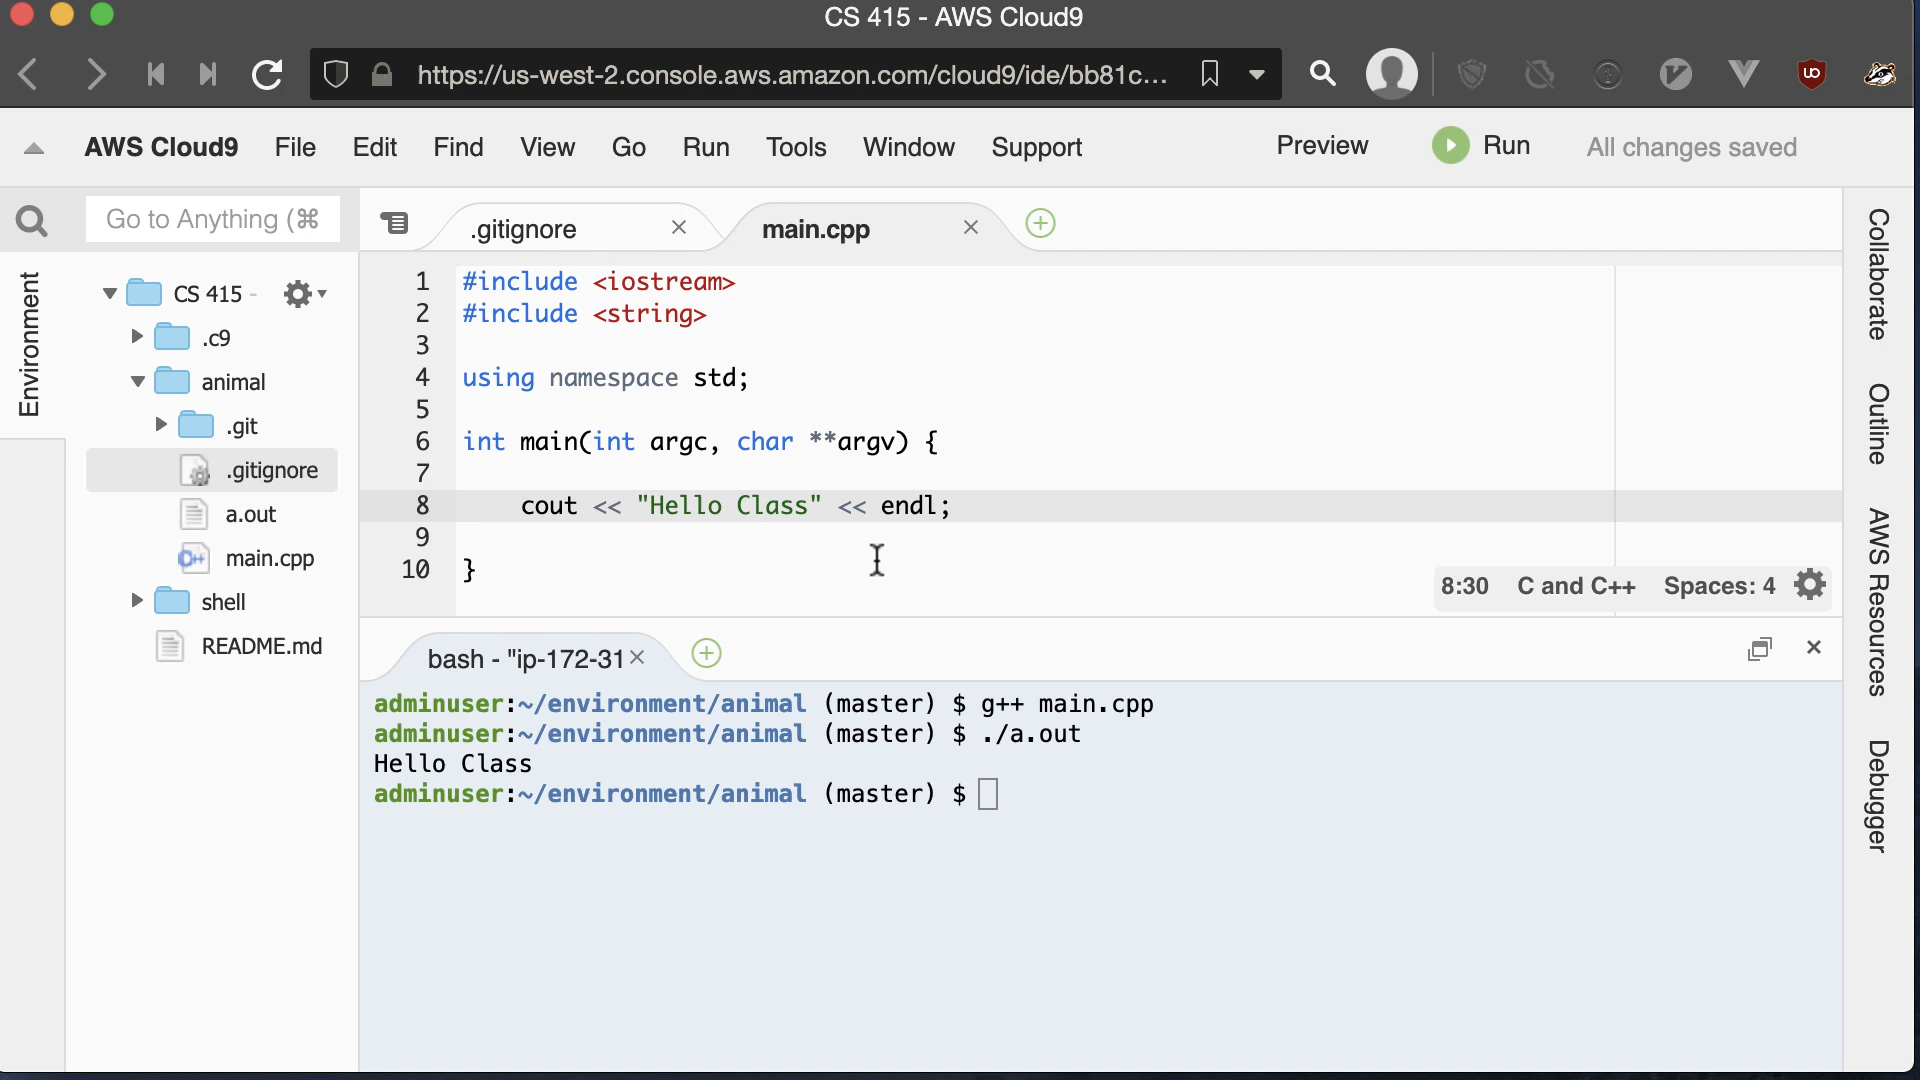 CS 415 - AWS Cloud9
https://us-west-2.console.aws.amazon.com/cloud9/ide/bb81c...
AWS Cloud9 File Edit Find View Go Run Tools Window Support Preview Run All changes saved
Go to Anything (⌘
.gitignore
main.cpp
Environment
CS 415 -
.c9
animal
.git
.gitignore
a.out
main.cpp
shell
README.md
1 #include <iostream>
2 #include <string>
3
4 using namespace std;
5
6 int main(int argc, char **argv) {
7
8 cout << "Hello Class" << endl;
9
10 }
8:30 C and C++ Spaces: 4
bash - "ip-172-31
adminuser:~/environment/animal (master) $ g++ main.cpp
adminuser:~/environment/animal (master) $ ./a.out
Hello Class
adminuser:~/environment/animal (master) $
Collaborate
Outline
AWS Resources
Debugger